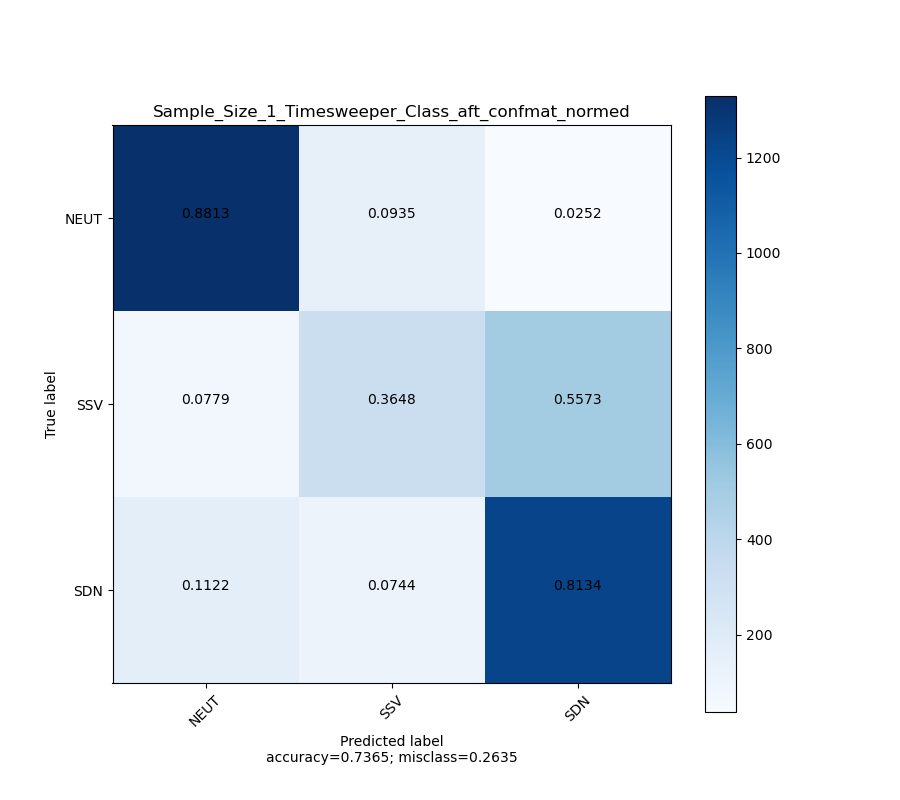 Sample_Size_1_Timesweeper_Class_aft_confmat_normed
NEUT 0.8813 0.0935 0.0252
SSV 0.0779 0.3648 0.5573
SDN 0.1122 0.0744 0.8134
True label
NEUT SSV SDN
Predicted label
accuracy=0.7365; misclass=0.2635
1200
1000
800
600
400
200